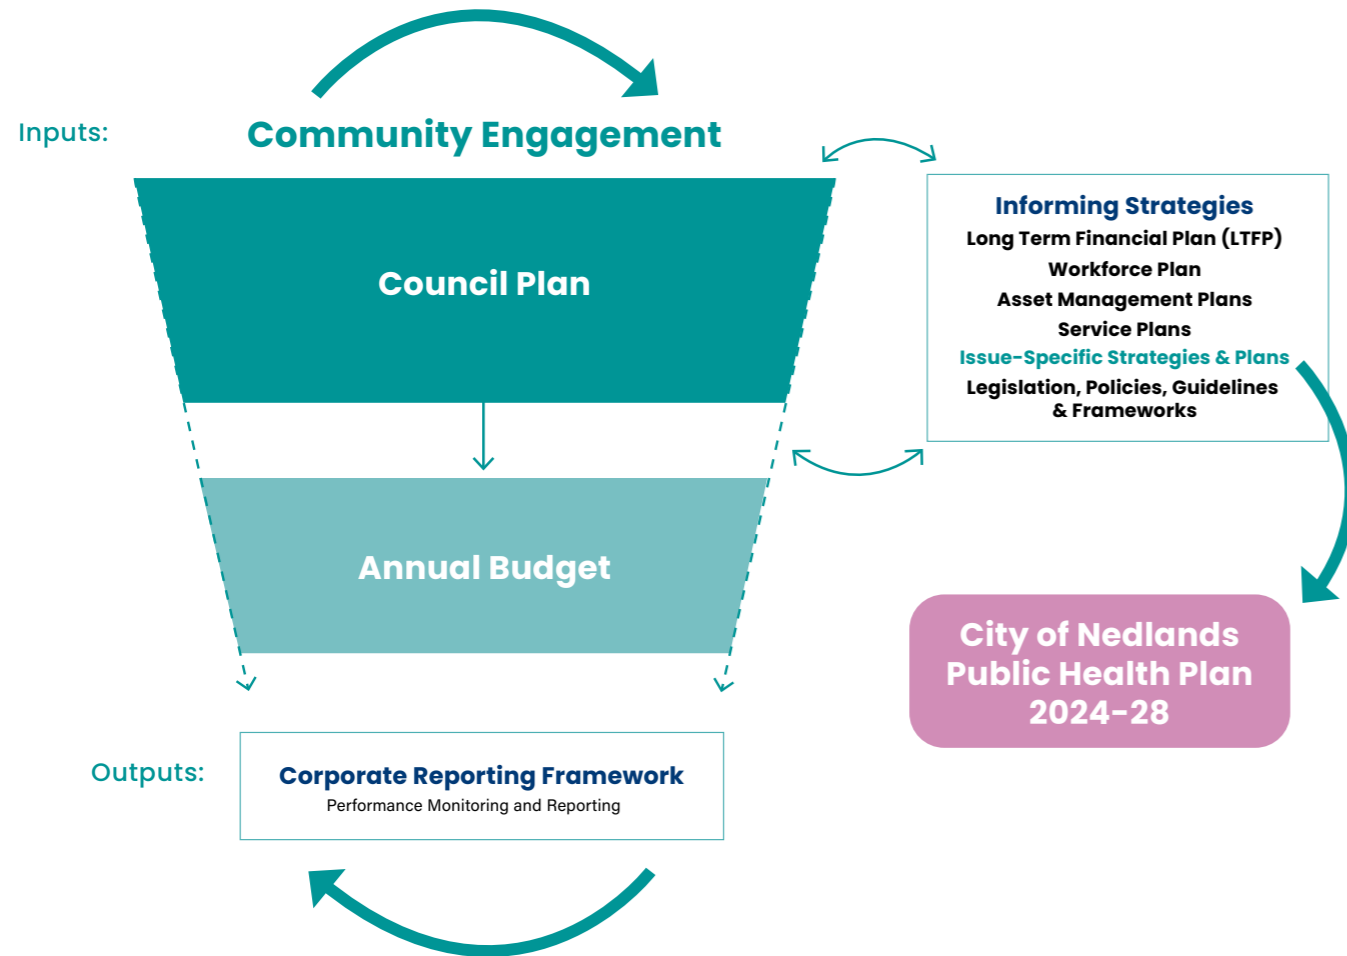 Inputs:
Community Engagement
Council Plan
Annual Budget
Informing Strategies
Long Term Financial Plan (LTFP)
Workforce Plan
Asset Management Plans
Service Plans
Issue-Specific Strategies & Plans
Legislation, Policies, Guidelines
& Frameworks
City of Nedlands
Public Health Plan
2024-28
Outputs:
Corporate Reporting Framework
Performance Monitoring and Reporting